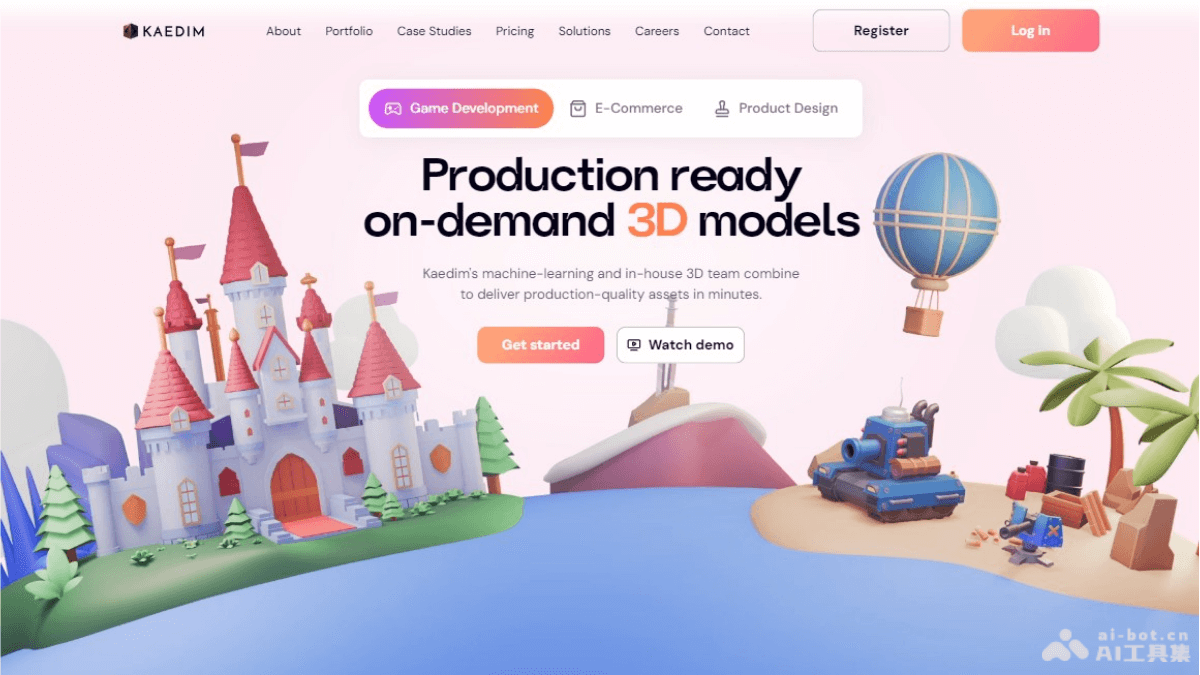 KAEDIM
About Portfolio Case Studies Pricing Solutions Careers Contact Register Log In
Game Development E-Commerce Product Design
Production ready
on-demand 3D models
Kaedim's machine-learning and in-house 3D team combine
to deliver production-quality assets in minutes.
Get started Watch demo
ai-bot.cn
AI工具集